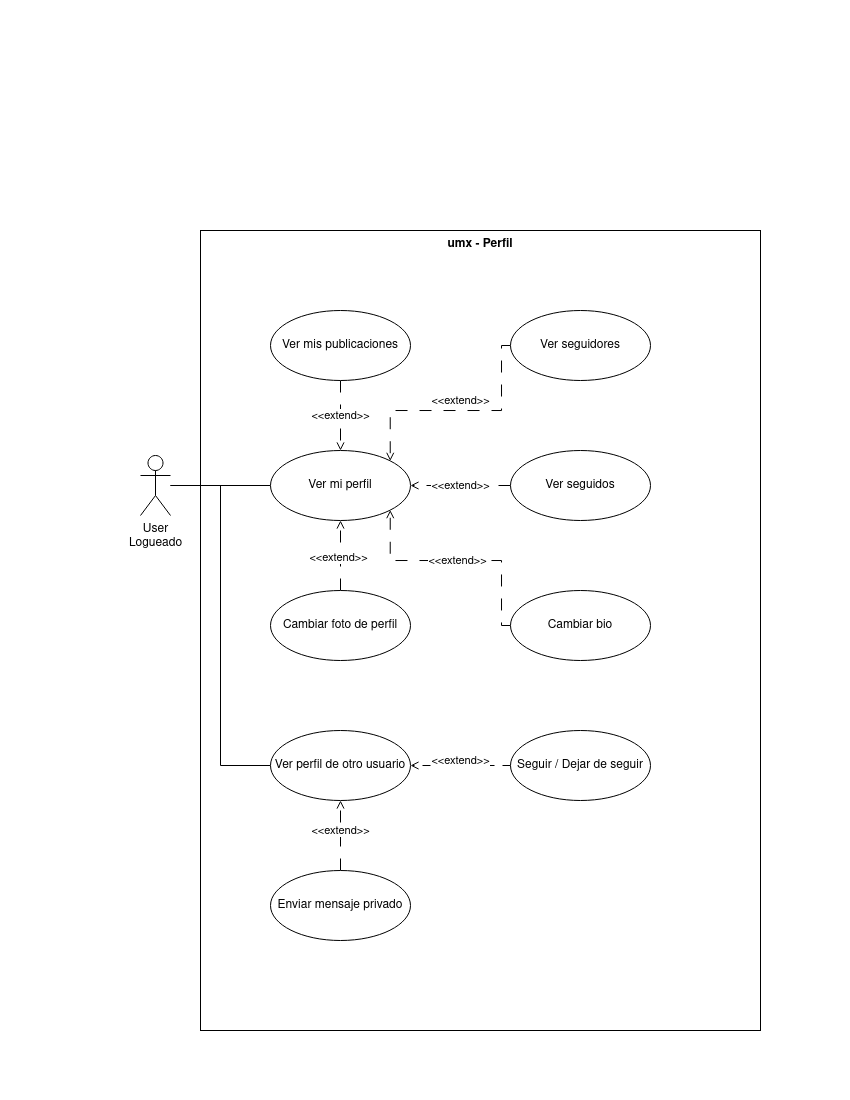 umx - Perfil
Ver mis publicaciones
Ver seguidores
<<extend>>
<<extend>>
Ver mi perfil
<<extend>>
Ver seguidos
User
Logueado
<<extend>>
<<extend>>
Cambiar foto de perfil
Cambiar bio
Ver perfil de otro usuario
<<extend>>
Seguir / Dejar de seguir
<<extend>>
Enviar mensaje privado